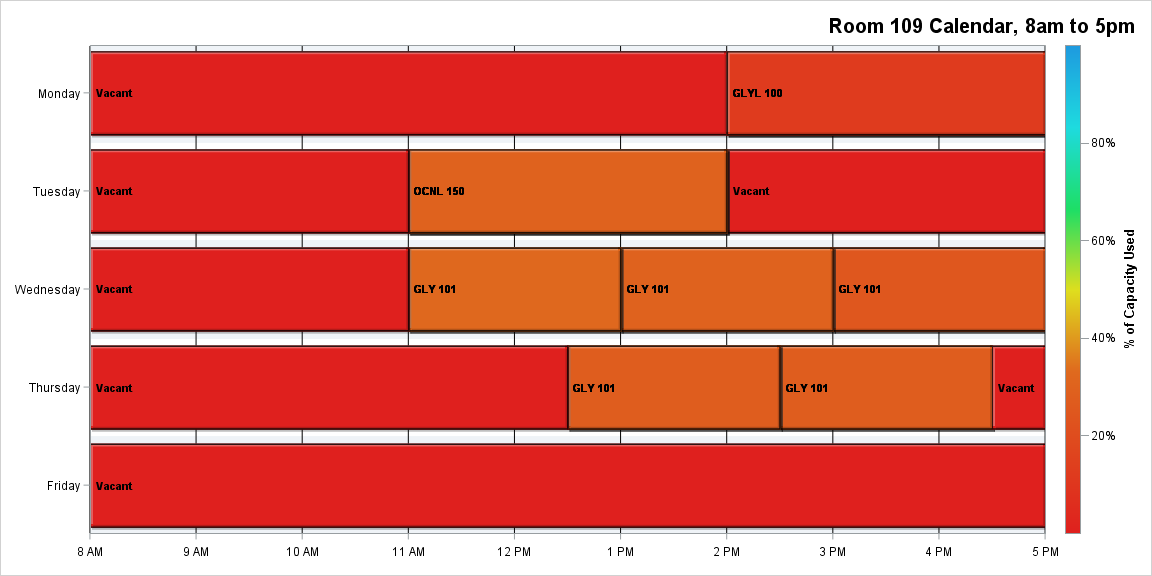 Room 109 Calendar, 8am to 5pm
Monday
Vacant
GLYL 100
Tuesday
Vacant
OCNL 150
Vacant
Wednesday
Vacant
GLY 101
GLY 101
GLY 101
Thursday
Vacant
GLY 101
GLY 101
Vacant
Friday
Vacant
8 AM
9 AM
10 AM
11 AM
12 PM
1 PM
2 PM
3 PM
4 PM
5 PM
80%
60%
40%
20%
% of Capacity Used